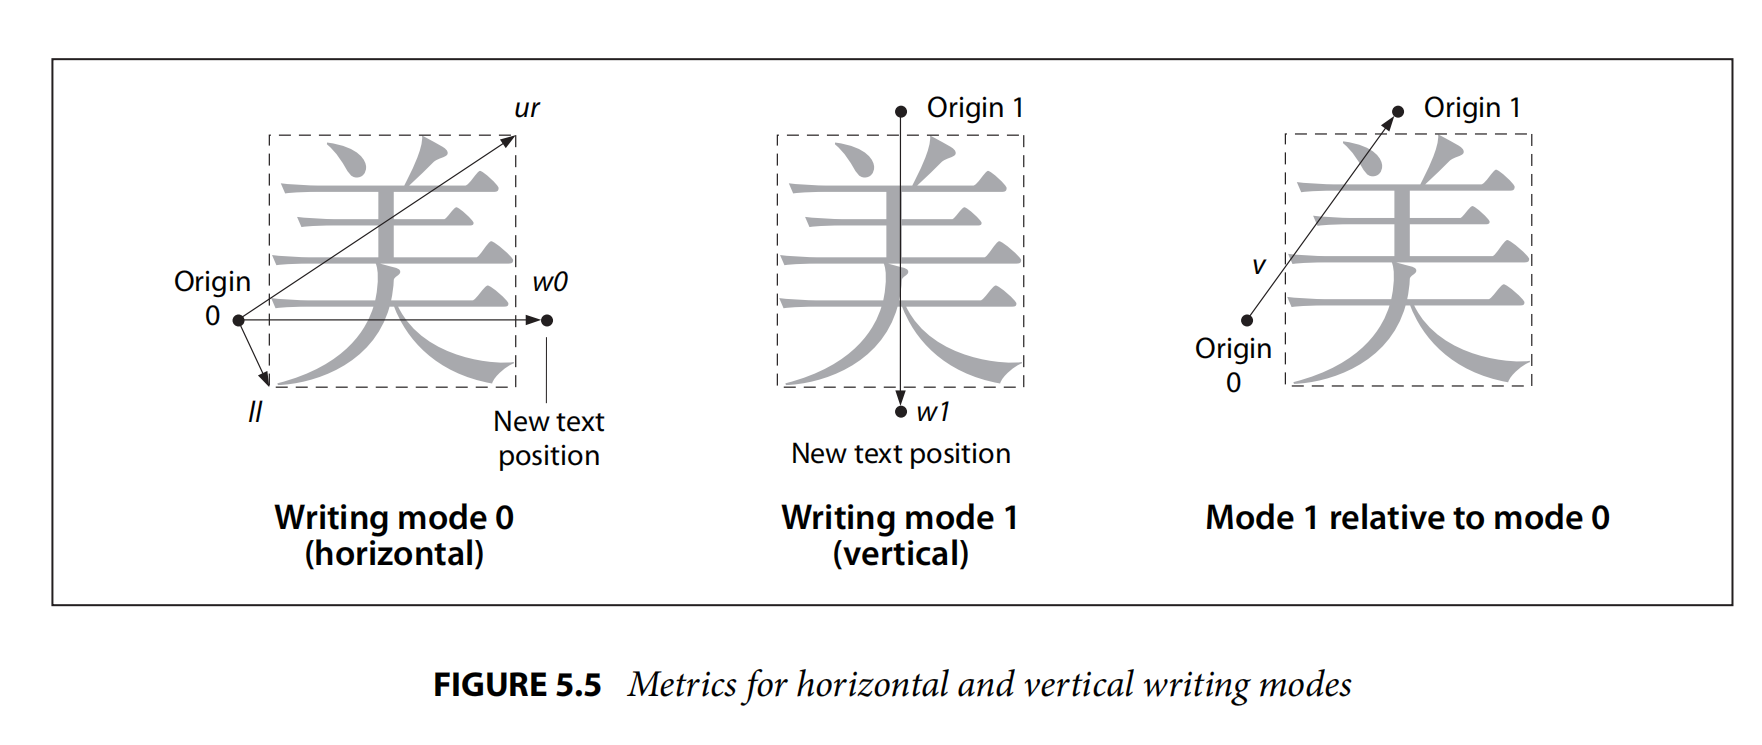 ur
Origin
0
w0
ll
New text
position
Writing mode 0
(horizontal)
美
Origin 1
w1
New text position
Writing mode 1
(vertical)
美
Origin 1
v
Origin
0
Mode 1 relative to mode 0
美
FIGURE 5.5 Metrics for horizontal and vertical writing modes